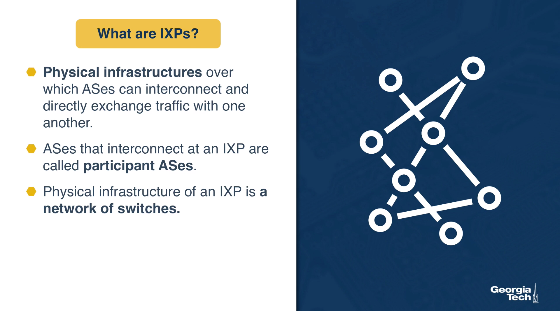 What are IXPs?
Physical infrastructures over
which ASes can interconnect and
directly exchange traffic with one
another.
ASes that interconnect at an IXP are
called participant ASes.
Physical infrastructure of an IXP is a
network of switches.
Georgia
Tech